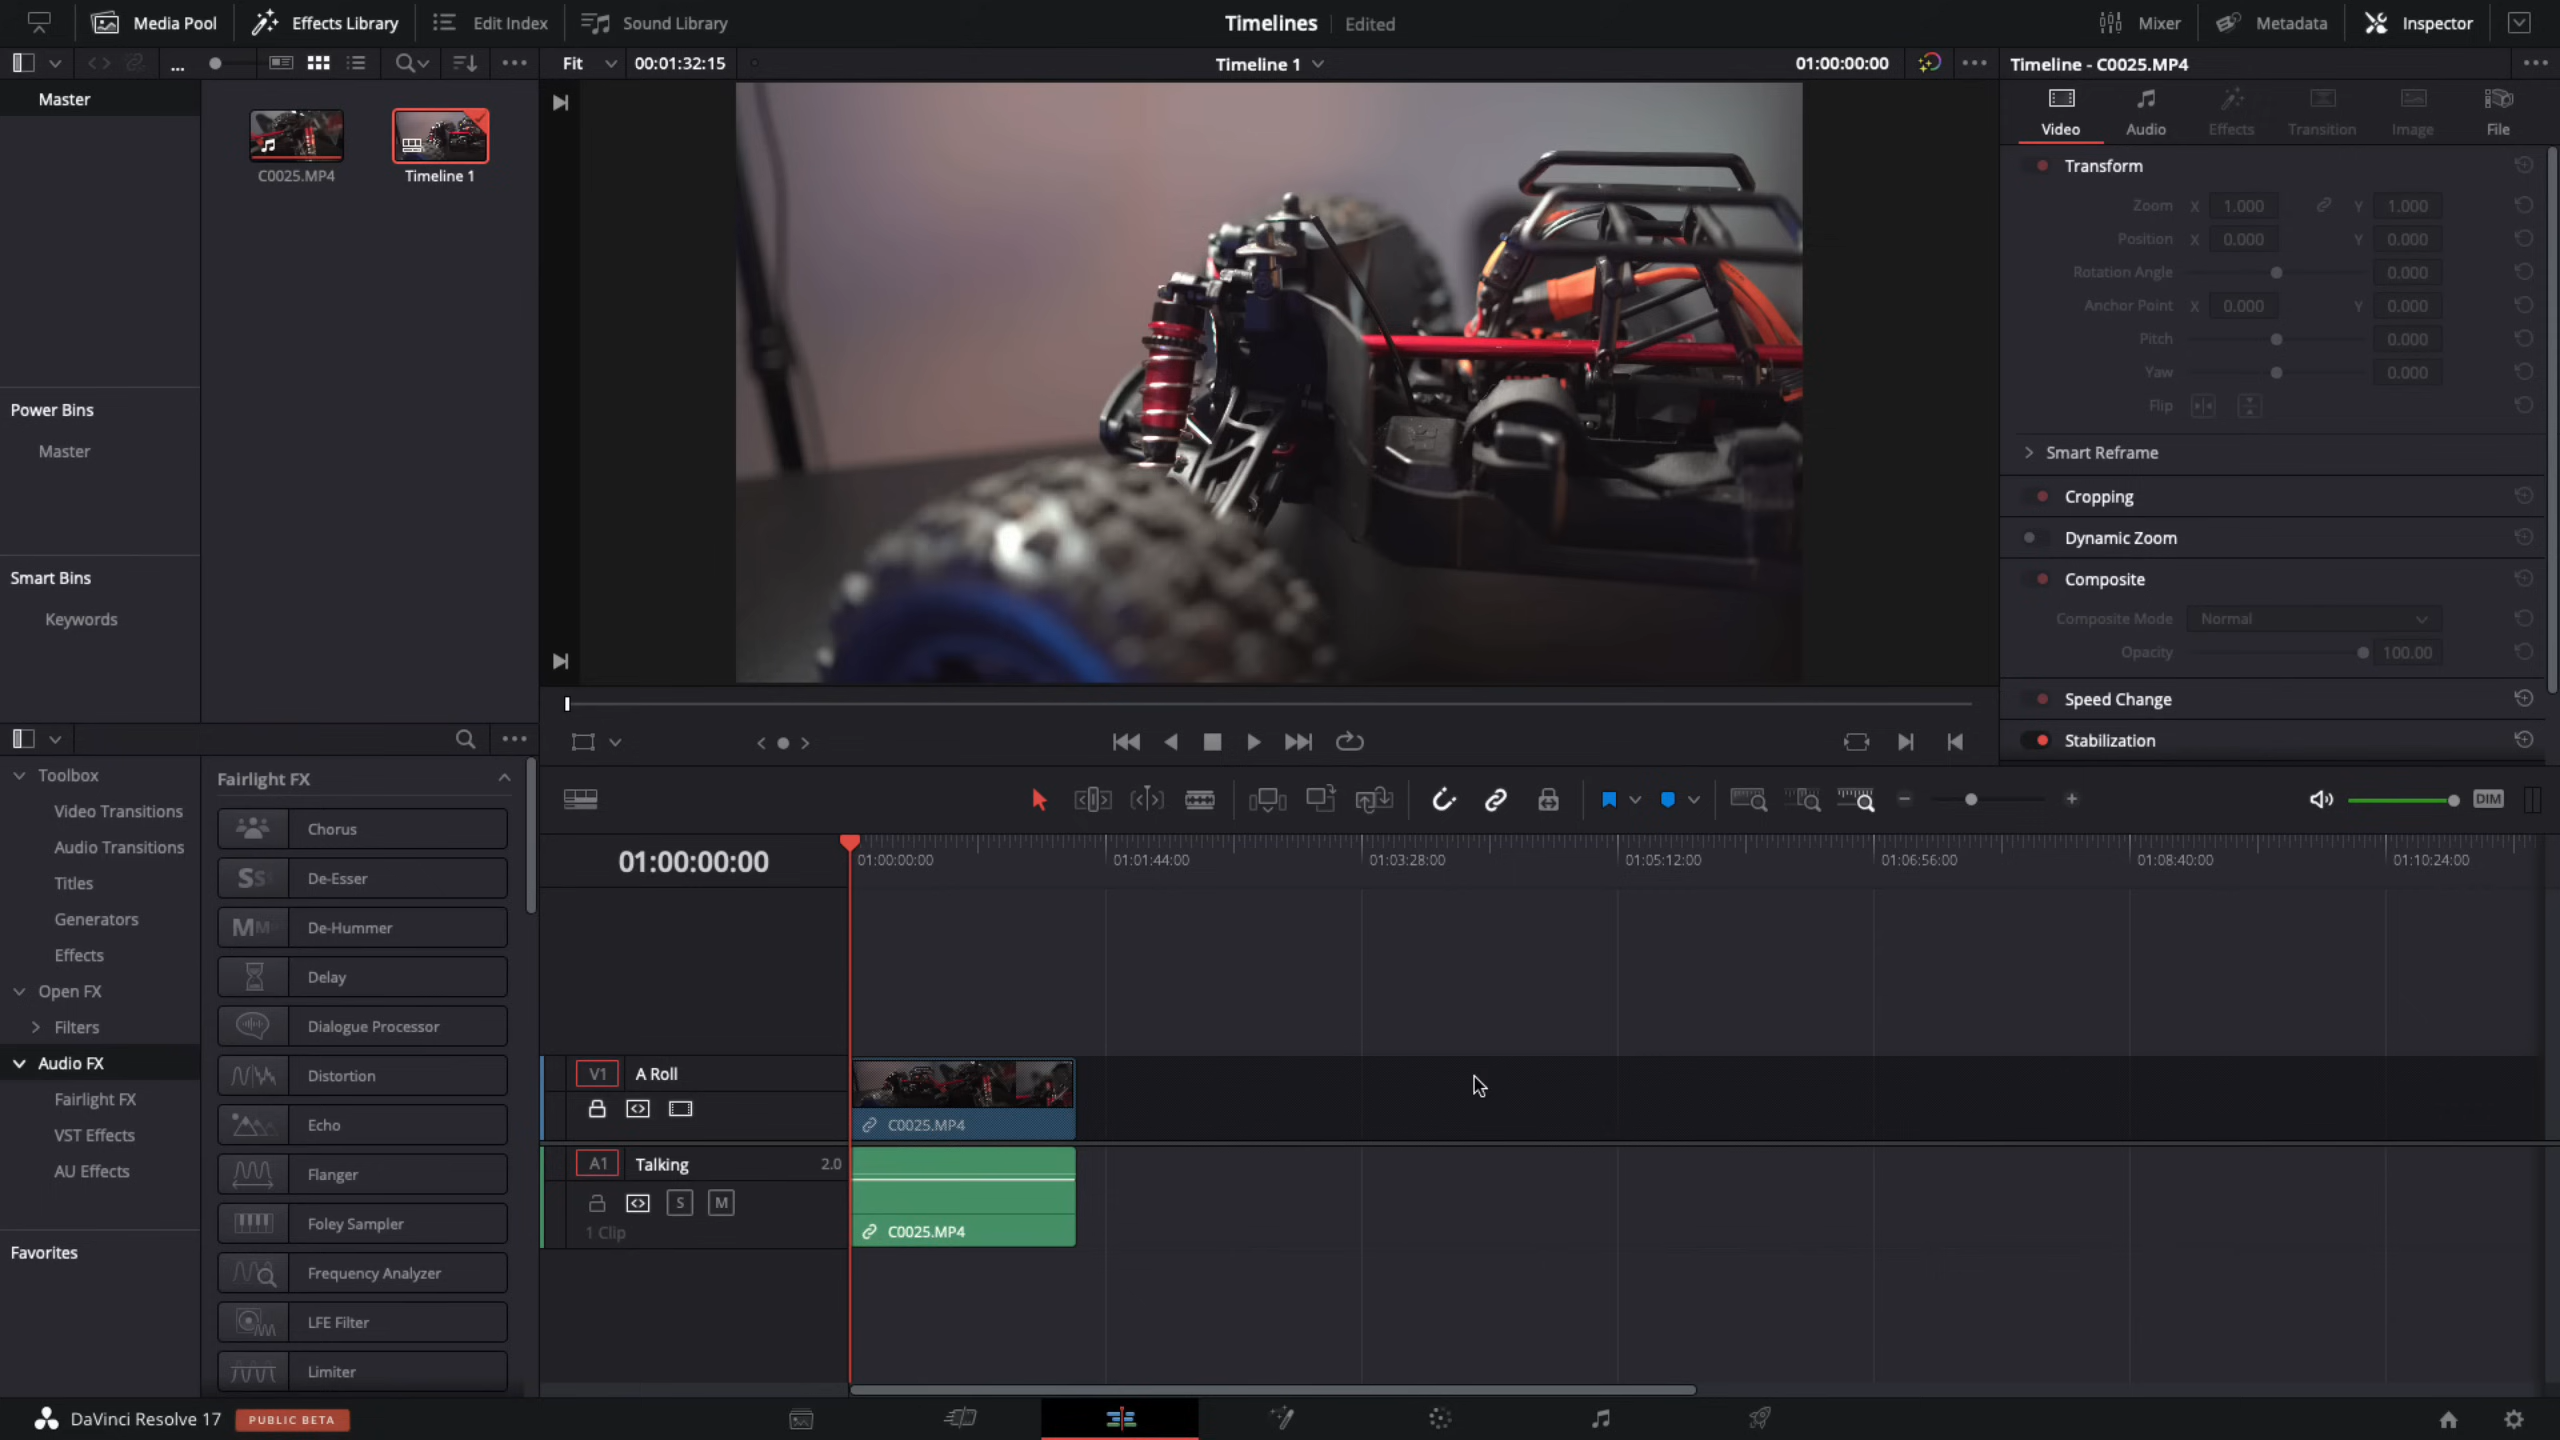 Media Pool Effects Library Edit Index Sound Library Timelines Edited Mixer Metadata Inspector
... Fit 00:01:32:15 Timeline 1 01:00:00:00 Timeline - C0025.MP4
Master
C0025.MP4 Timeline 1
Power Bins
Master
Smart Bins
Keywords
Video Audio Effects Transition Image File
Transform
Zoom X 1.000 Y 1.000
Position X 0.000 Y 0.000
Rotation Angle 0.000
Anchor Point X 0.000 Y 0.000
Pitch 0.000
Yaw 0.000
Flip
Smart Reframe
Cropping
Dynamic Zoom
Composite
Composite Mode Normal
Opacity 100.00
Speed Change
Stabilization
Toolbox
Video Transitions
Audio Transitions
Titles
Generators
Effects
Open FX
Filters
Audio FX
Fairlight FX
VST Effects
AU Effects
Favorites
Fairlight FX
Chorus
De-Esser
De-Hummer
Delay
Dialogue Processor
Distortion
Echo
Flanger
Foley Sampler
Frequency Analyzer
LFE Filter
Limiter
DIM
01:00:00:00 01:00:00:00 01:01:44:00 01:03:28:00 01:05:12:00 01:06:56:00 01:08:40:00 01:10:24:00
V1 A Roll
C0025.MP4
A1 Talking 2.0
S M
1 Clip C0025.MP4
DaVinci Resolve 17 PUBLIC BETA